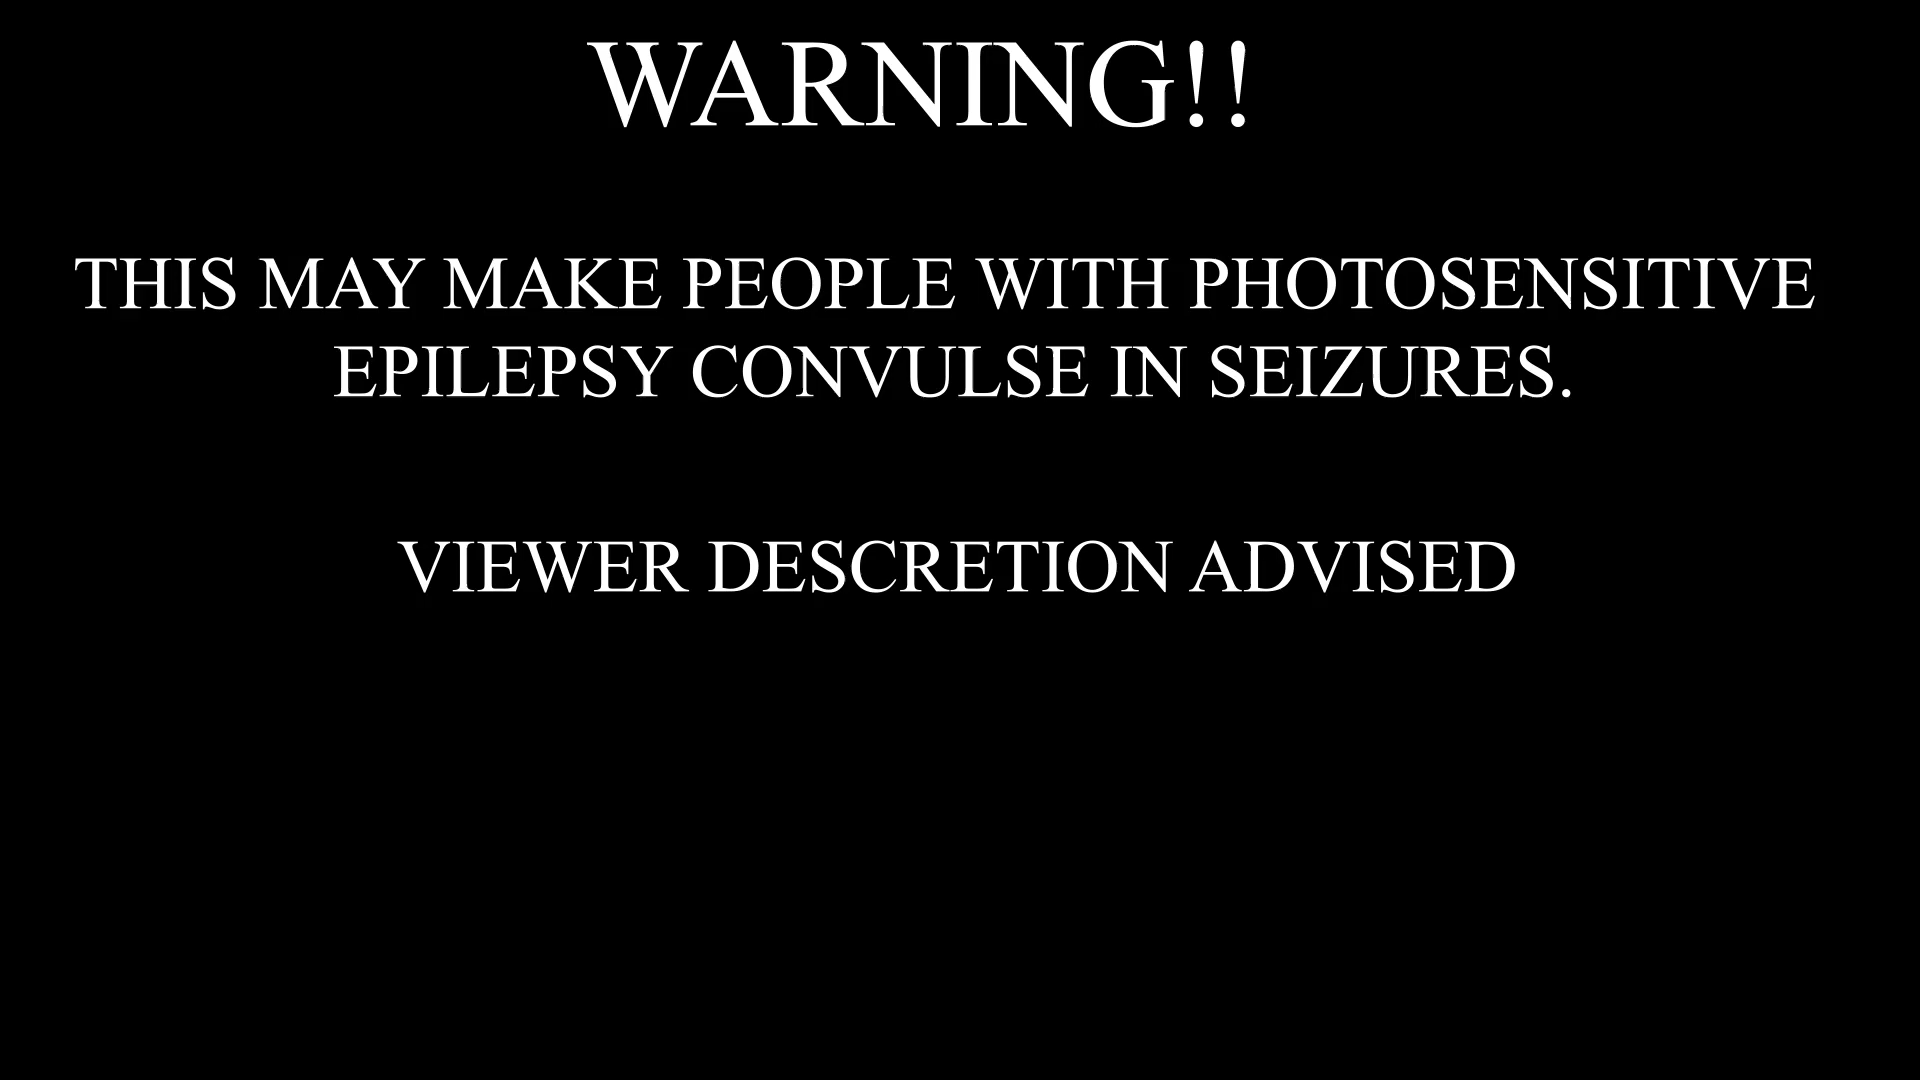 WARNING!!
THIS MAY MAKE PEOPLE WITH PHOTOSENSITIVE
EPILEPSY CONVULSE IN SEIZURES.
VIEWER DESCRETION ADVISED